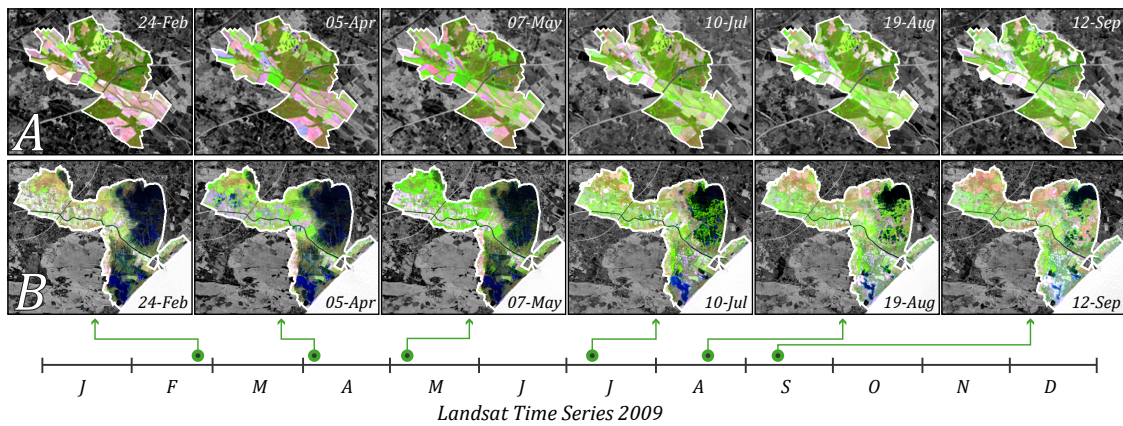 24-Feb 05-Apr 07-May 10-Jul 19-Aug 12-Sep
A
B
24-Feb 05-Apr 07-May 10-Jul 19-Aug 12-Sep
J F M A M J J A S O N D
Landsat Time Series 2009